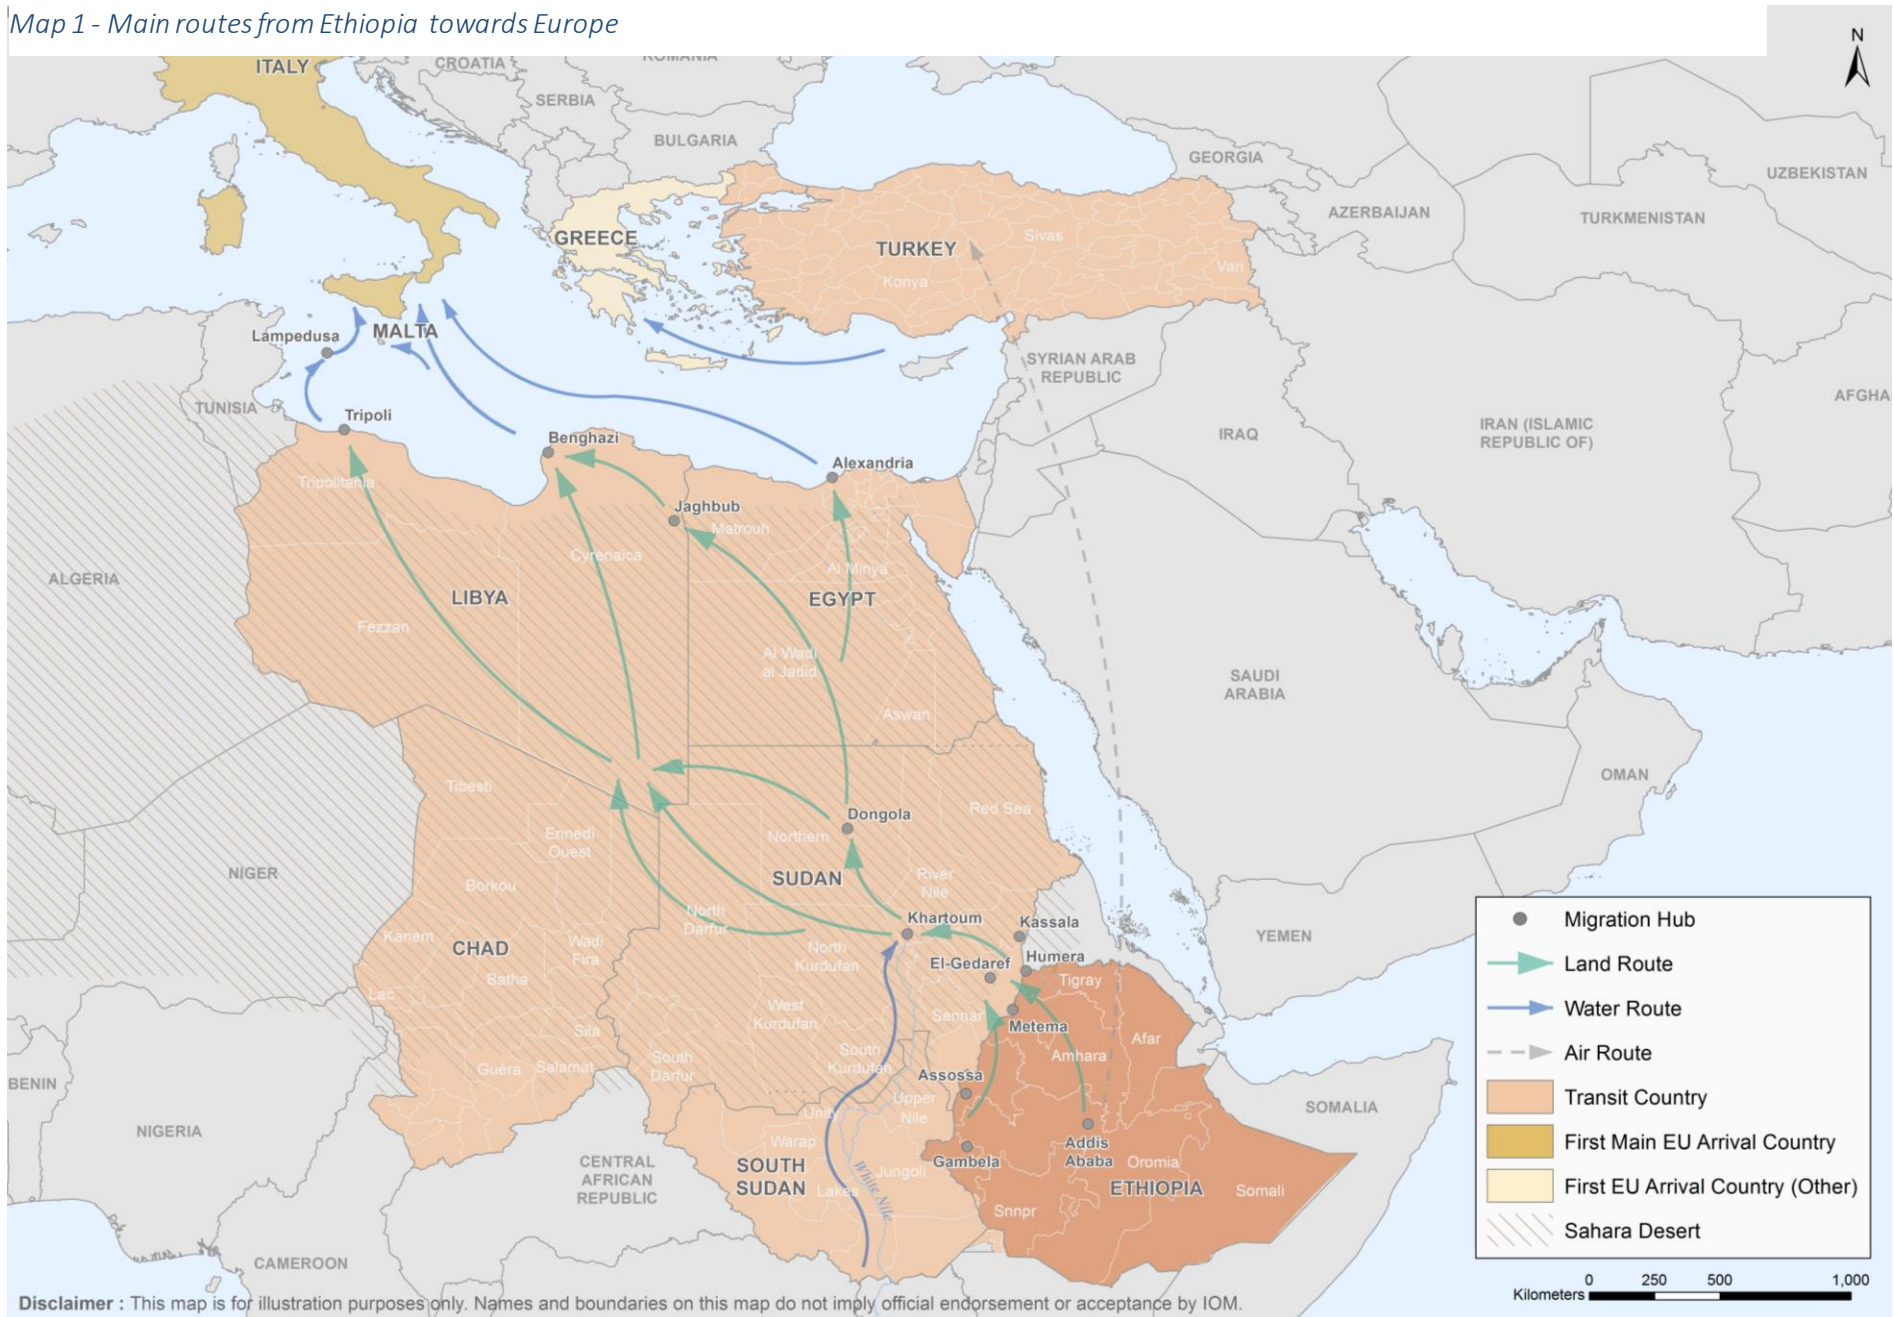 Map 1 - Main routes from Ethiopia towards Europe
N
ITALY
CROATIA
ROMANIA
SERBIA
BULGARIA
GEORGIA
UZBEKISTAN
AZERBAIJAN
TURKMENISTAN
GREECE
TURKEY
Sivas
Konya
Van
Lampedusa
MALTA
SYRIAN ARAB
REPUBLIC
AFGHA
TUNISIA
Tripoli
Benghazi
Alexandria
IRAQ
IRAN (ISLAMIC
REPUBLIC OF)
Tripolitania
Jaghbub
Matrouh
Cyrenaica
Al Minya
ALGERIA
LIBYA
EGYPT
Fezzan
Al Wadi
al Jadid
SAUDI
ARABIA
Aswan
OMAN
Tibesti
Dongola
Red Sea
Northern
Ennedi
Ouest
NIGER
SUDAN
River
Nile
Borkou
North
Darfur
Khartoum
Kassala
Kanem
CHAD
Wadi
Fira
North
Kurdufan
El-Gedaref
Humera
YEMEN
Batha
Tigray
Lac
West
Kurdufan
Sennar
Metema
Sila
Afar
Amhara
Guéra
Salamat
South
Darfur
South
Kurdufan
Assossa
BENIN
Upper
Nile
Unity
SOMALIA
NIGERIA
Warap
Addis
Ababa
Gambela
Oromia
CENTRAL
AFRICAN
REPUBLIC
SOUTH
SUDAN
Jungoli
Lakes
White Nile
ETHIOPIA
Somali
Snnpr
CAMEROON
Migration Hub
Land Route
Water Route
Air Route
Transit Country
First Main EU Arrival Country
First EU Arrival Country (Other)
Sahara Desert
0 250 500 1,000
Kilometers
Disclaimer : This map is for illustration purposes only. Names and boundaries on this map do not imply official endorsement or acceptance by IOM.